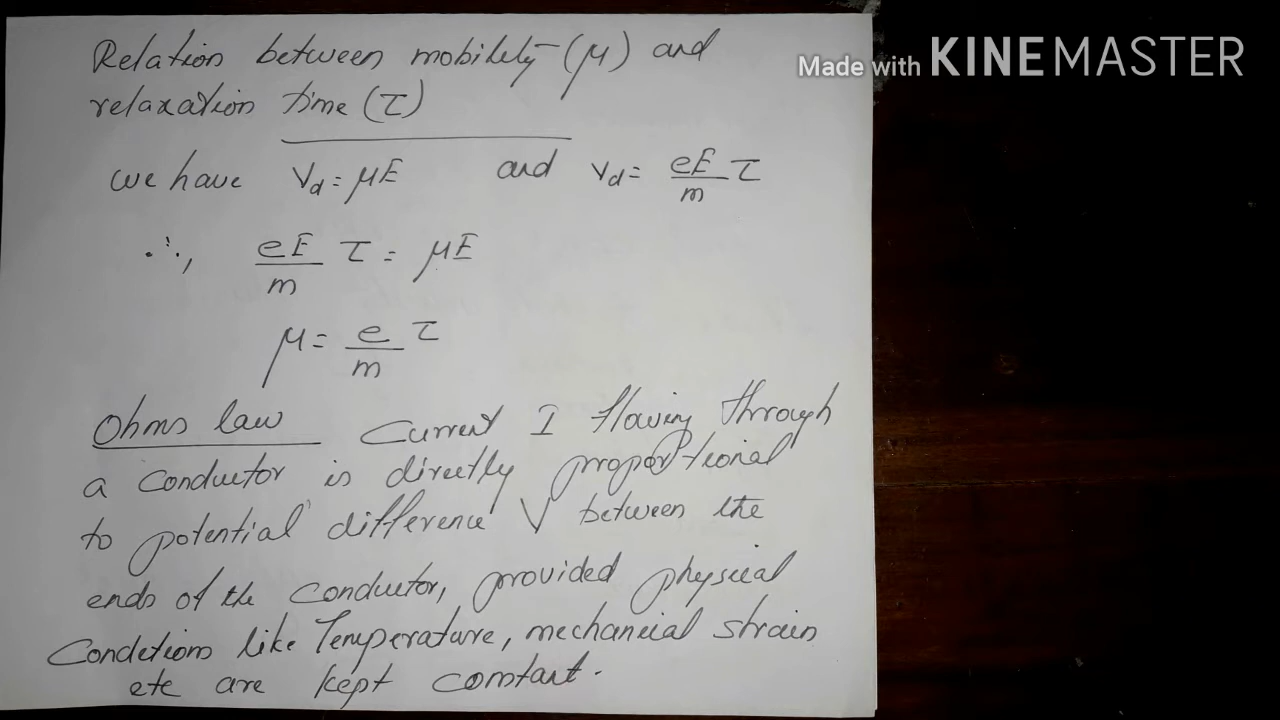 Relation between mobility (μ) and
Made with KINEMASTER
relaxation time (τ)
we have Vd = μE and Vd = eE/m τ
∴, eE/m τ = μE
μ = e/m τ
Ohms law Current I flowing through
a conductor is directly proportional
to potential difference V between the
ends of the conductor, provided physical
Conditions like Temperature, mechanical strain
etc are kept constant.